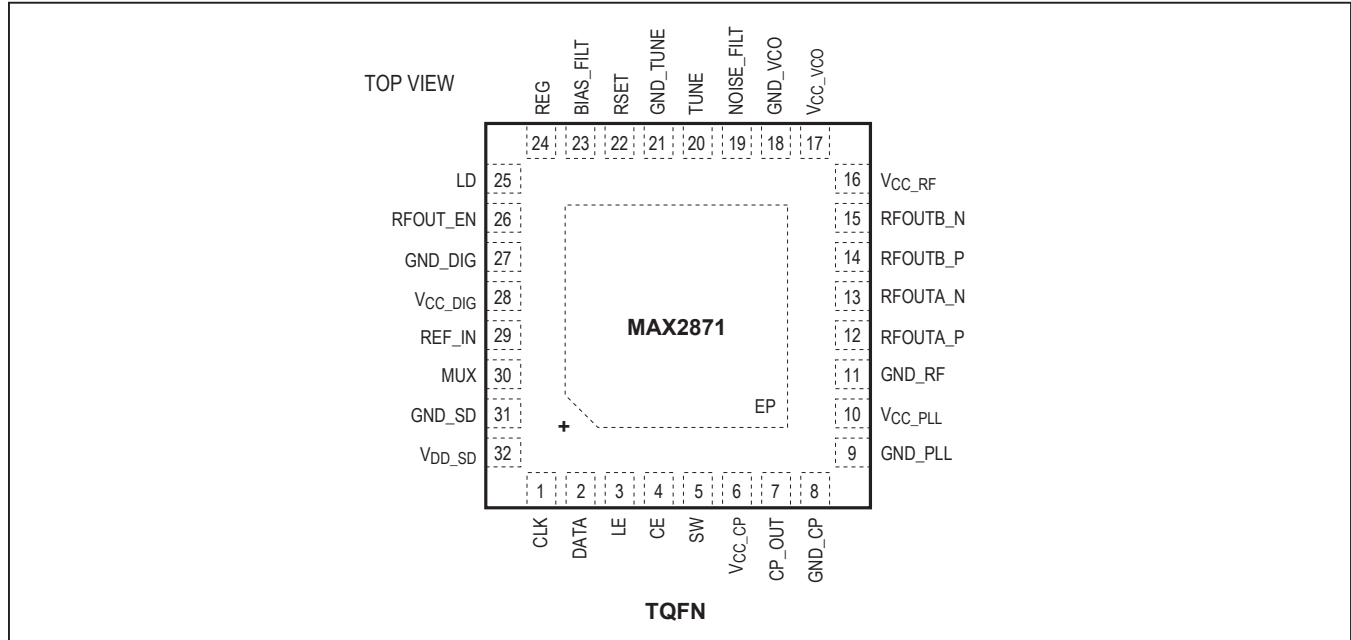 TOP VIEW
REG
BIAS_FILT
RSET
GND_TUNE
TUNE
NOISE_FILT
GND_VCO
VCC_VCO
24 23 22 21 20 19 18 17
LD 25
RFOUT_EN 26
GND_DIG 27
VCC_DIG 28
REF_IN 29
MUX 30
GND_SD 31
VDD_SD 32
MAX2871
EP
+
16 VCC_RF
15 RFOUTB_N
14 RFOUTB_P
13 RFOUTA_N
12 RFOUTA_P
11 GND_RF
10 VCC_PLL
9 GND_PLL
1 2 3 4 5 6 7 8
CLK
DATA
LE
CE
SW
VCC_CP
CP_OUT
GND_CP
TQFN